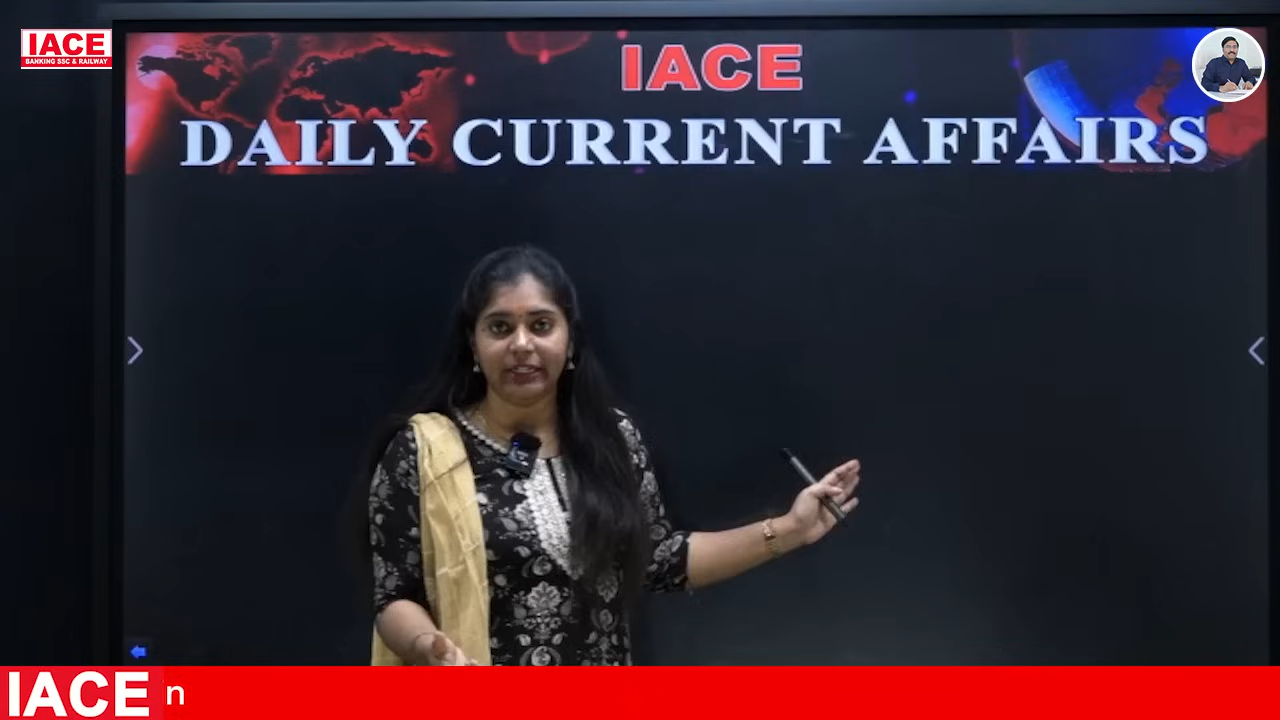 IACE
BANKING SSC & RAILWAY
IACE
DAILY CURRENT AFFAIRS
IACE
n